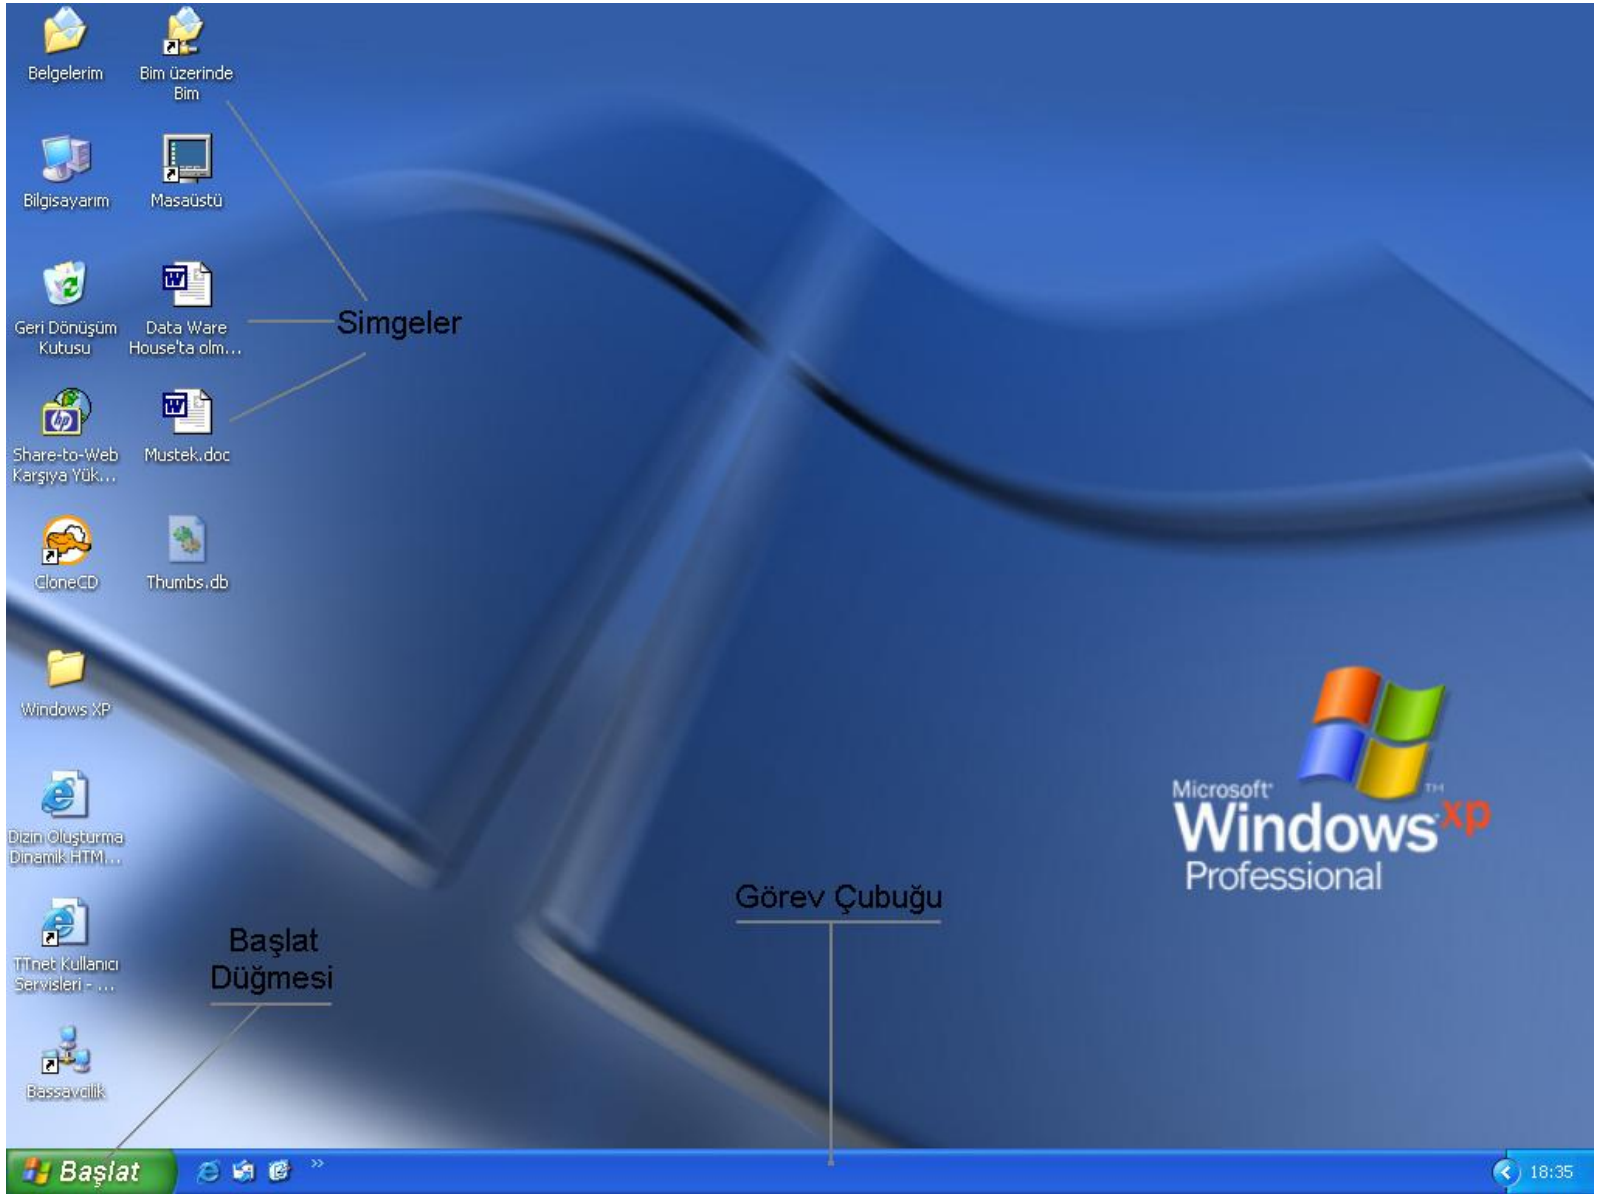 Belgelerim
Bim üzerinde
Bim
Bilgisayarım
Masaüstü
Geri Dönüşüm
Kutusu
Data Ware
House'ta olm...
Simgeler
Share-to-Web
Karşıya Yük...
Mustek.doc
CloneCD
Thumbs.db
Windows XP
Dizin Oluşturma
Dinamik HTM...
TTnet Kullanıcı
Servisleri - ...
Bassavcilik
Microsoft
Windows xp TM
Professional
Başlat
Düğmesi
Görev Çubuğu
Başlat
»
18:35